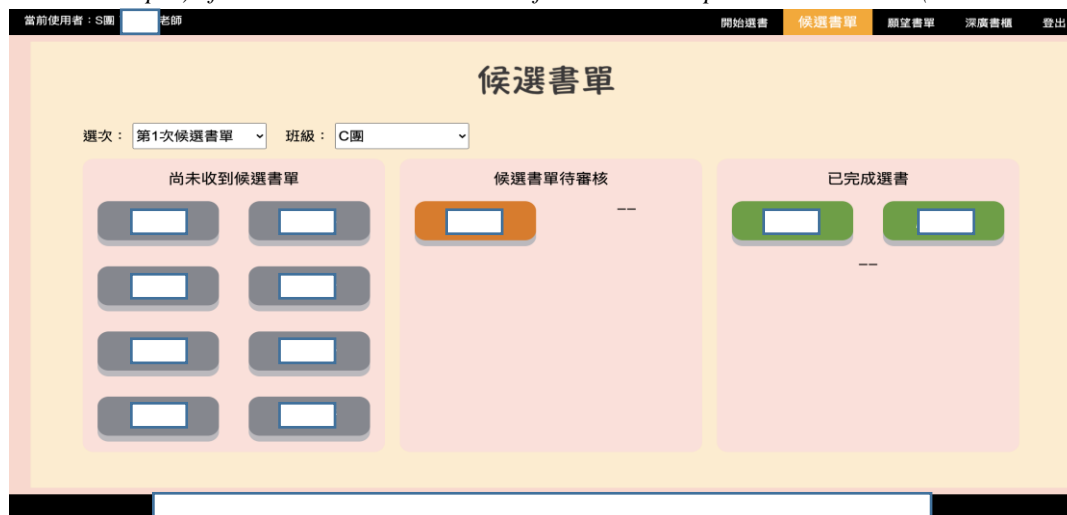 當前使用者:S團 老師
開始選書 候選書單 願望書單 深廣書櫃 登出
候選書單
選次: 第1次候選書單 班級: C團
尚未收到候選書單
候選書單待審核
已完成選書
--
--